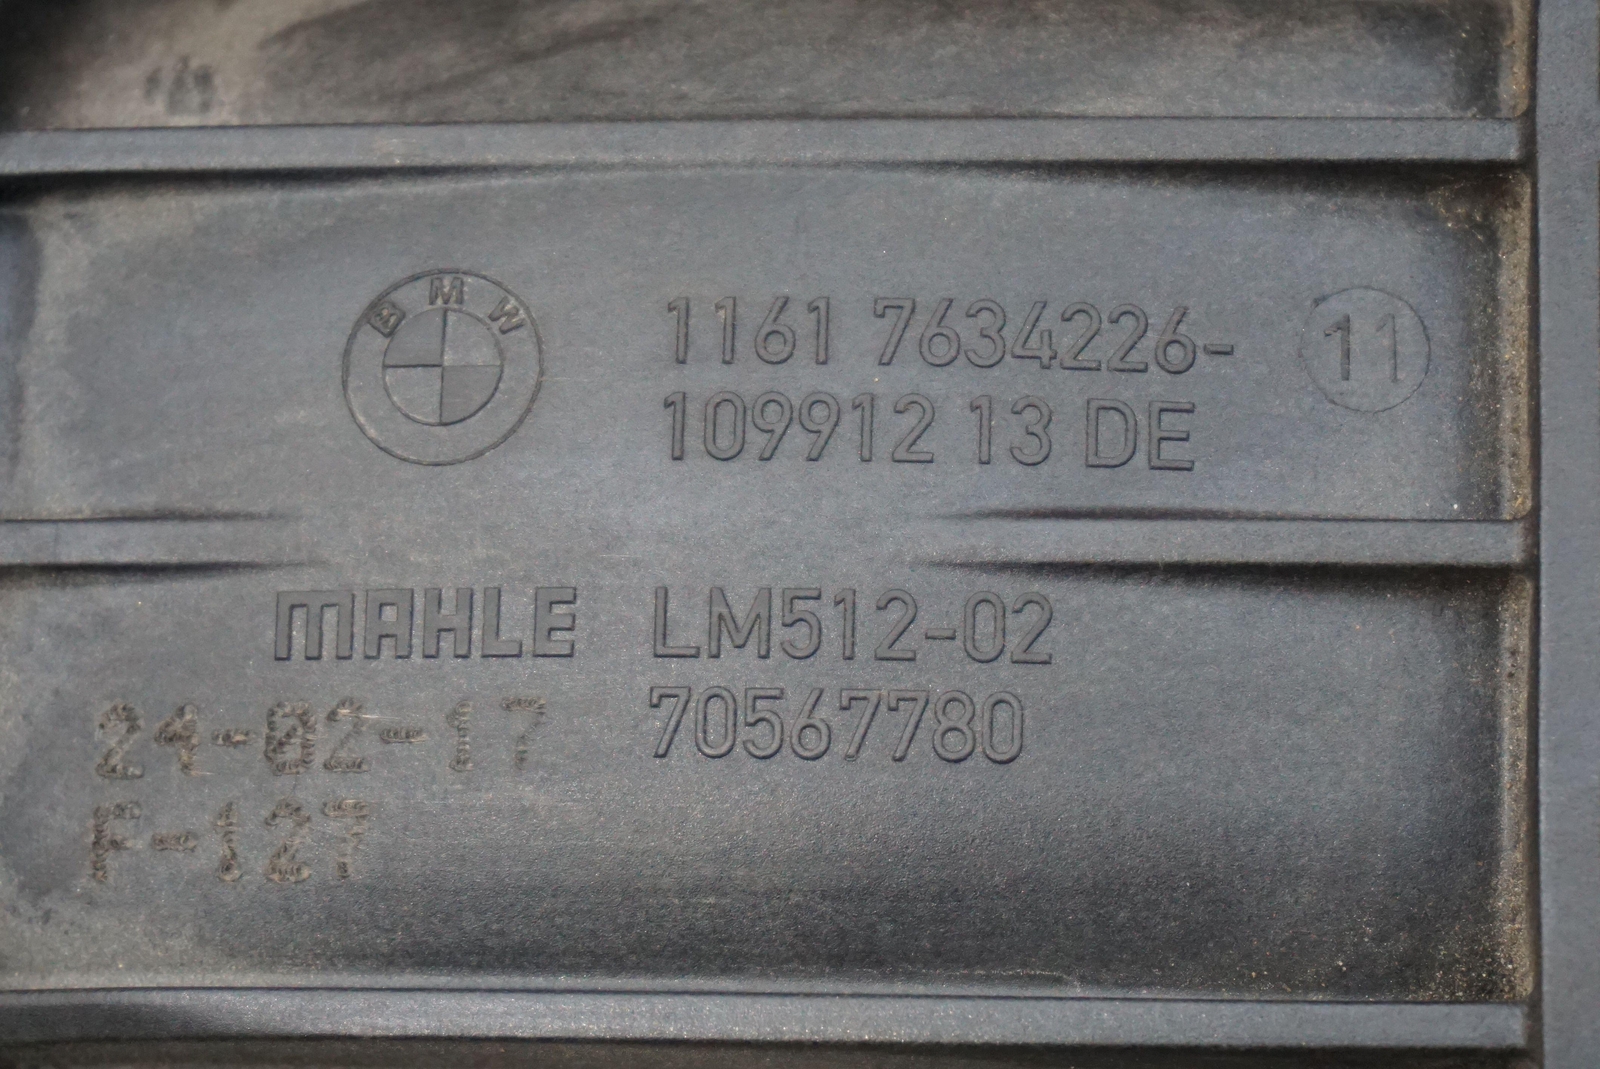 BMW 1161 7634226- 11
109912 13 DE
MAHLE LM512-02
70567780
24-02-17
F-127